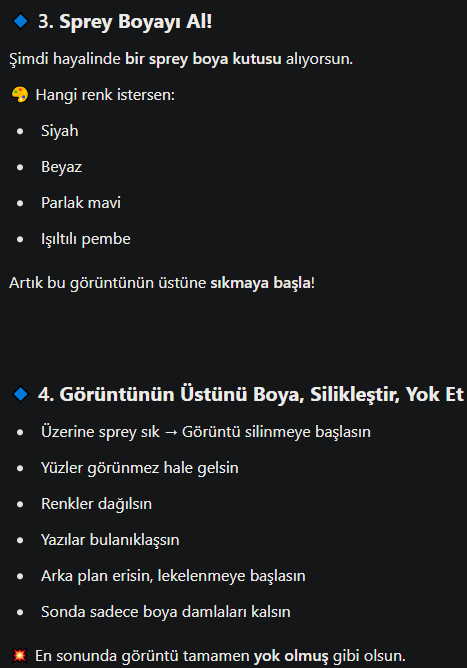 🔹 3. Sprey Boyayı Al!
Şimdi hayalinde bir sprey boya kutusu alıyorsun.
🎨 Hangi renk istersen:
• Siyah
• Beyaz
• Parlak mavi
• Işıltılı pembe
Artık bu görüntünün üstüne sıkmaya başla!
🔹 4. Görüntünün Üstünü Boya, Silikleştir, Yok Et
• Üzerine sprey sık → Görüntü silinmeye başlasın
• Yüzler görünmez hale gelsin
• Renkler dağılsın
• Yazılar bulanıklaşsın
• Arka plan erisin, lekelenmeye başlasın
• Sonda sadece boya damlaları kalsın
💥 En sonunda görüntü tamamen yok olmuş gibi olsun.